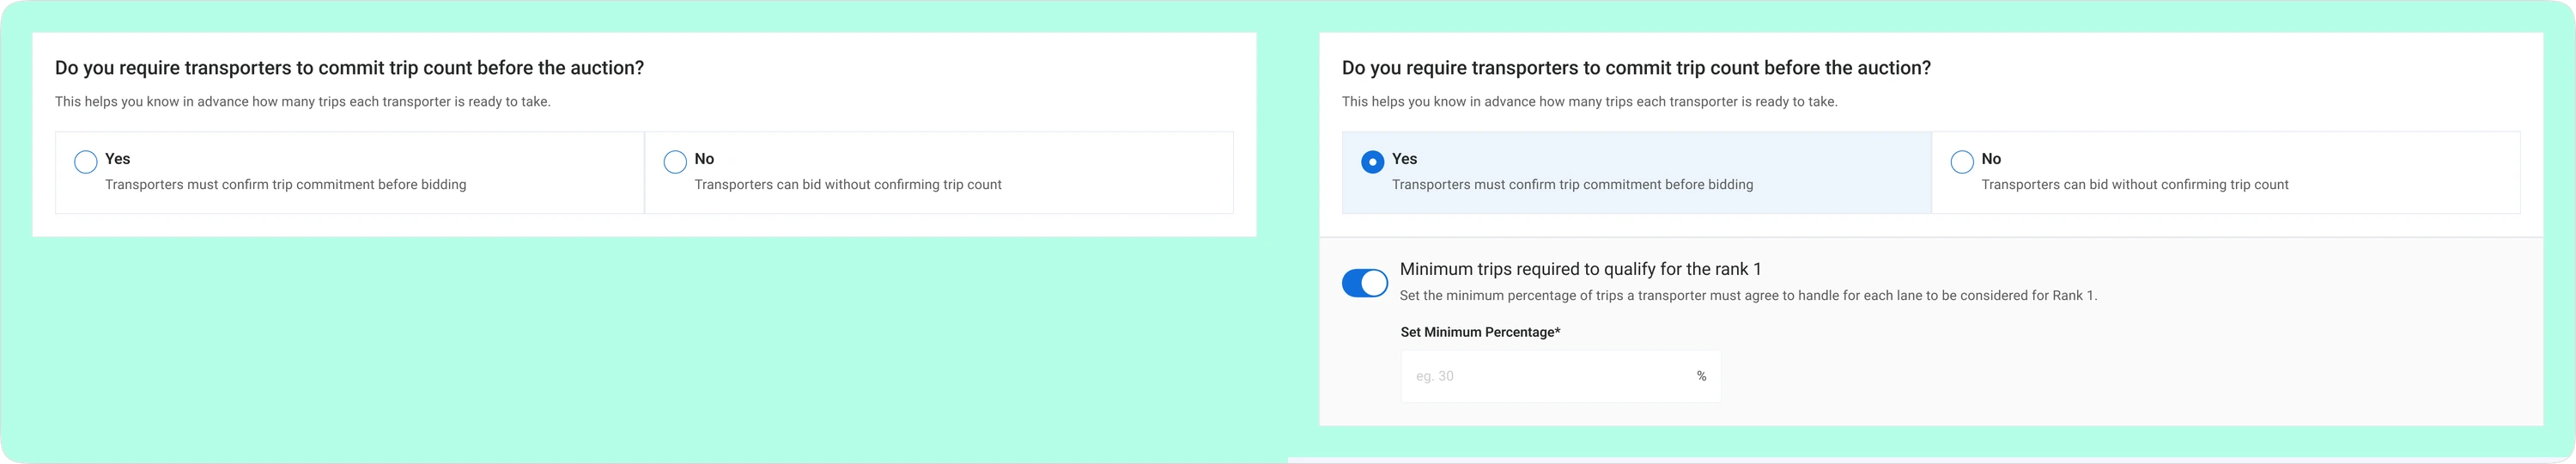 Do you require transporters to commit trip count before the auction?
This helps you know in advance how many trips each transporter is ready to take.
Yes
Transporters must confirm trip commitment before bidding
No
Transporters can bid without confirming trip count
Do you require transporters to commit trip count before the auction?
This helps you know in advance how many trips each transporter is ready to take.
Yes
Transporters must confirm trip commitment before bidding
No
Transporters can bid without confirming trip count
Minimum trips required to qualify for the rank 1
Set the minimum percentage of trips a transporter must agree to handle for each lane to be considered for Rank 1.
Set Minimum Percentage*
eg. 30 %